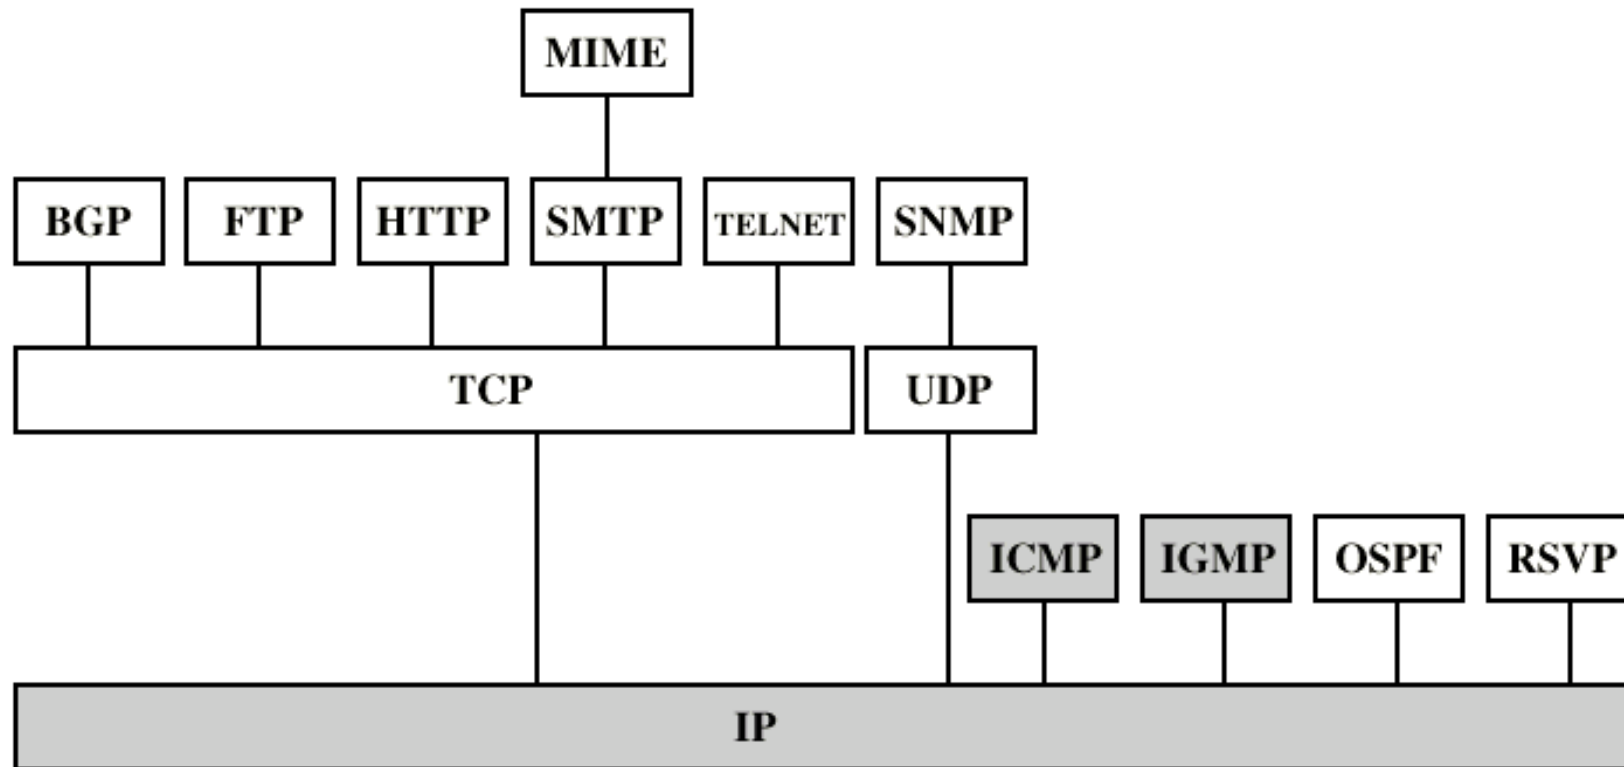 MIME
BGP FTP HTTP SMTP TELNET SNMP
TCP UDP
ICMP IGMP OSPF RSVP
IP